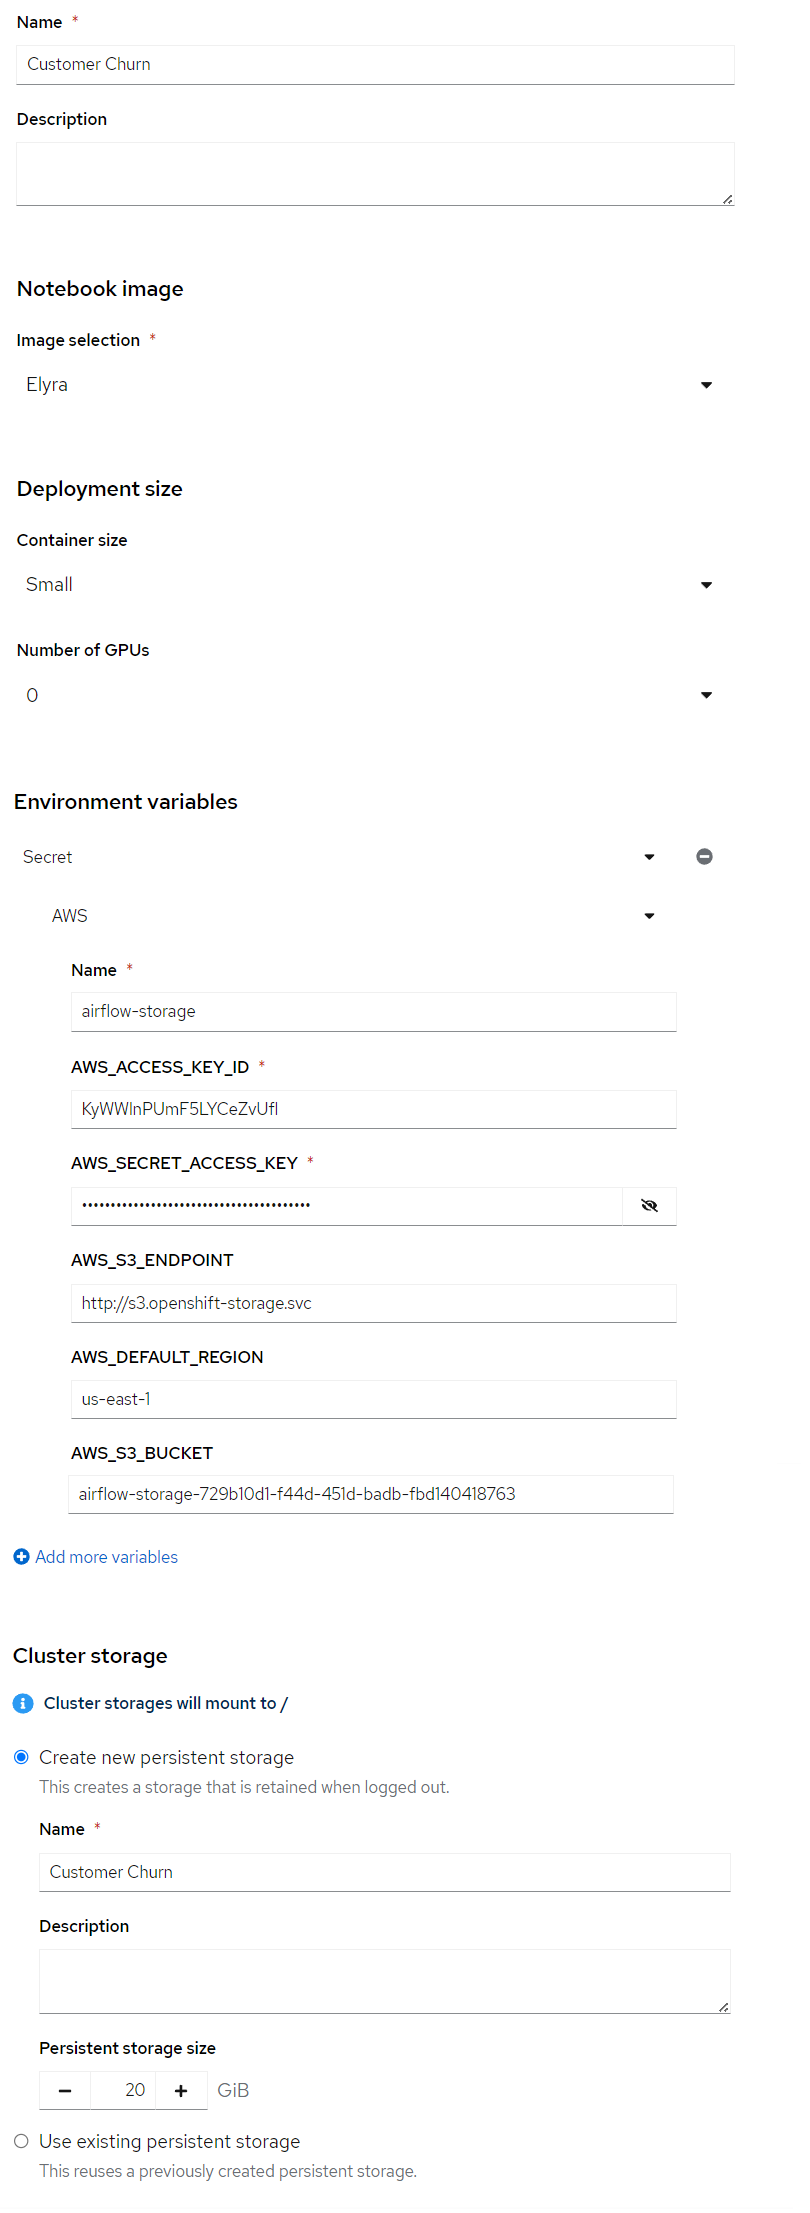 Name *
Customer Churn
Description
Notebook image
Image selection *
Elyra
Deployment size
Container size
Small
Number of GPUs
0
Environment variables
Secret
AWS
Name *
airflow-storage
AWS_ACCESS_KEY_ID *
KyWWlnPUmF5LYCeZvUfl
AWS_SECRET_ACCESS_KEY *
••••••••••••••••••••••••••••••••••••••••
AWS_S3_ENDPOINT
http://s3.openshift-storage.svc
AWS_DEFAULT_REGION
us-east-1
AWS_S3_BUCKET
airflow-storage-729b10d1-f44d-451d-badb-fbd140418763
Add more variables
Cluster storage
Cluster storages will mount to /
Create new persistent storage
This creates a storage that is retained when logged out.
Name *
Customer Churn
Description
Persistent storage size
20 GiB
Use existing persistent storage
This reuses a previously created persistent storage.